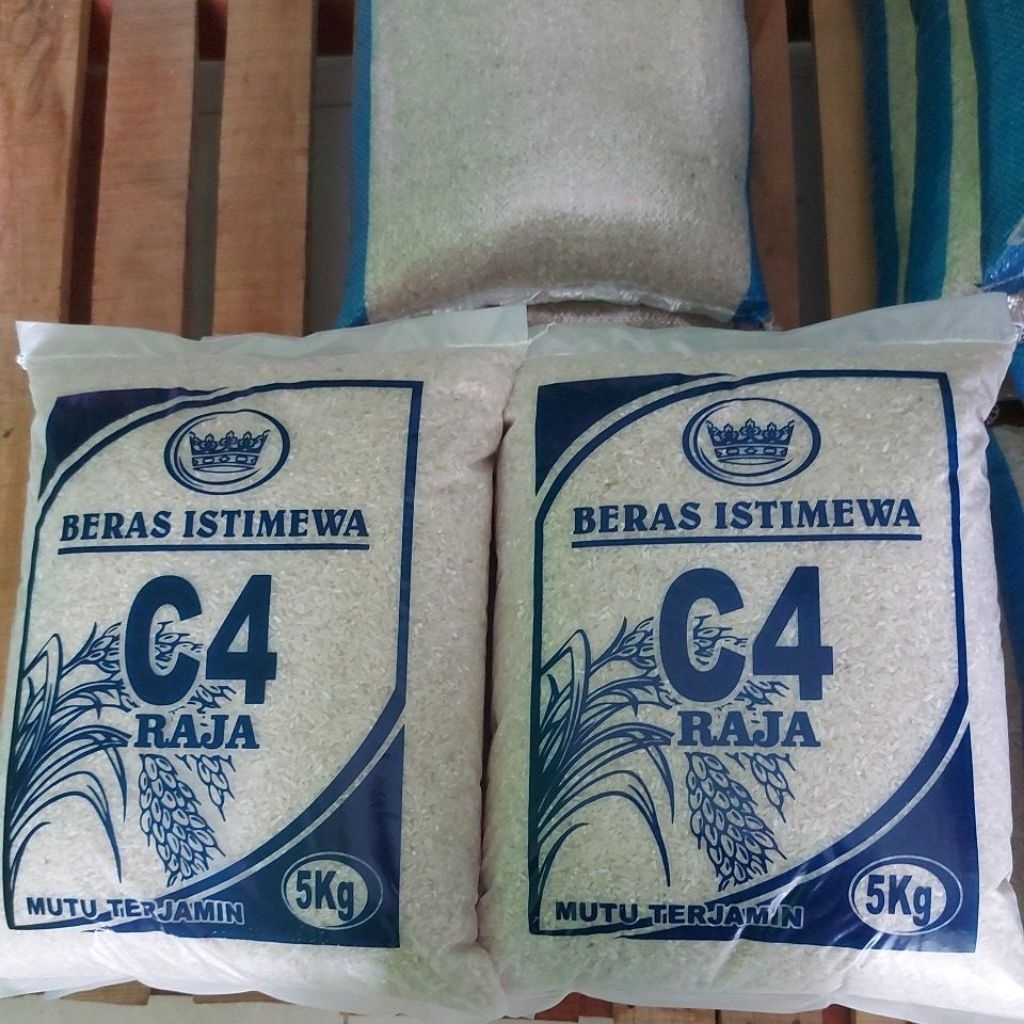 BERAS ISTIMEWA
C4
RAJA
MUTU TERJAMIN
5Kg
BERAS ISTIMEWA
C4
RAJA
MUTU TERJAMIN
5Kg